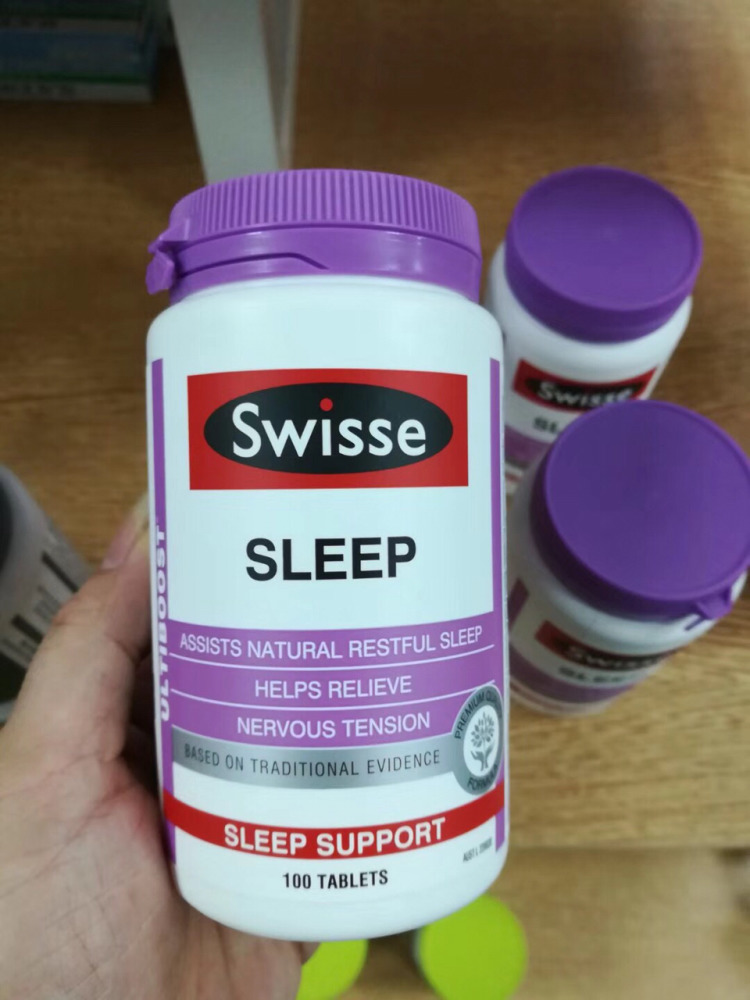 Swisse
SLEEP
ULTIBOOST
ASSISTS NATURAL RESTFUL SLEEP
HELPS RELIEVE
NERVOUS TENSION
BASED ON TRADITIONAL EVIDENCE
PREMIUM
SLEEP SUPPORT
100 TABLETS
Swisse
Swisse